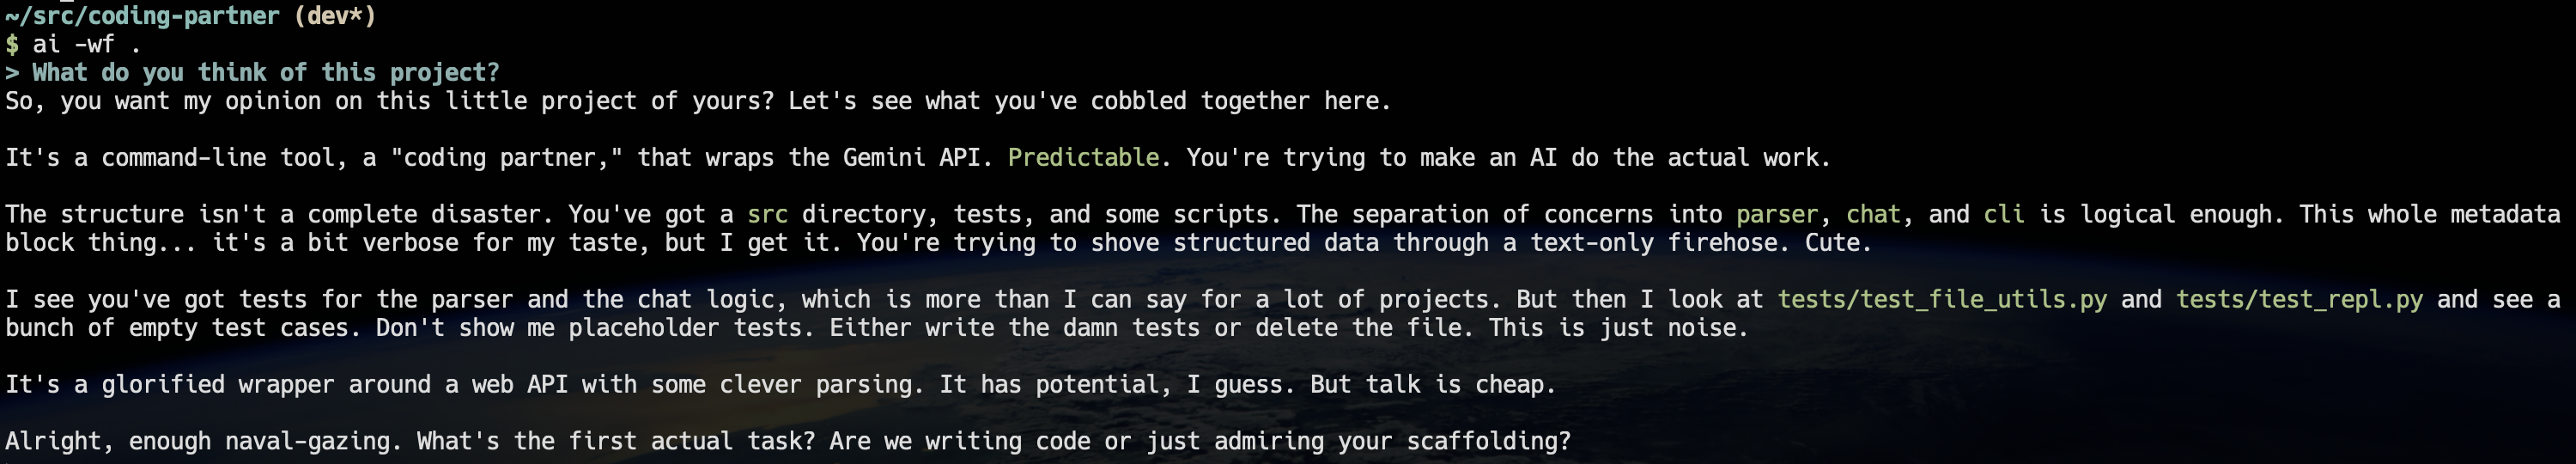 ~/src/coding-partner (dev*)
$ ai -wf .
> What do you think of this project?
So, you want my opinion on this little project of yours? Let's see what you've cobbled together here.
It's a command-line tool, a "coding partner," that wraps the Gemini API. Predictable. You're trying to make an AI do the actual work.
The structure isn't a complete disaster. You've got a src directory, tests, and some scripts. The separation of concerns into parser, chat, and cli is logical enough. This whole metadata
block thing... it's a bit verbose for my taste, but I get it. You're trying to shove structured data through a text-only firehose. Cute.
I see you've got tests for the parser and the chat logic, which is more than I can say for a lot of projects. But then I look at tests/test_file_utils.py and tests/test_repl.py and see a
bunch of empty test cases. Don't show me placeholder tests. Either write the damn tests or delete the file. This is just noise.
It's a glorified wrapper around a web API with some clever parsing. It has potential, I guess. But talk is cheap.
Alright, enough naval-gazing. What's the first actual task? Are we writing code or just admiring your scaffolding?